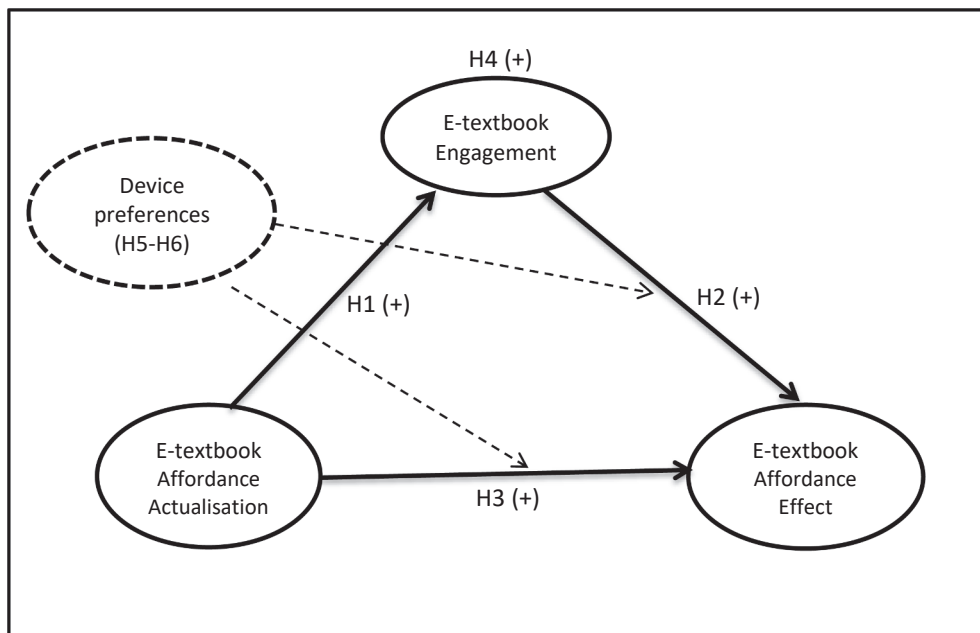 H4 (+)
E-textbook
Engagement
Device
preferences
(H5-H6)
H1 (+)
H2 (+)
E-textbook
Affordance
Actualisation
H3 (+)
E-textbook
Affordance
Effect